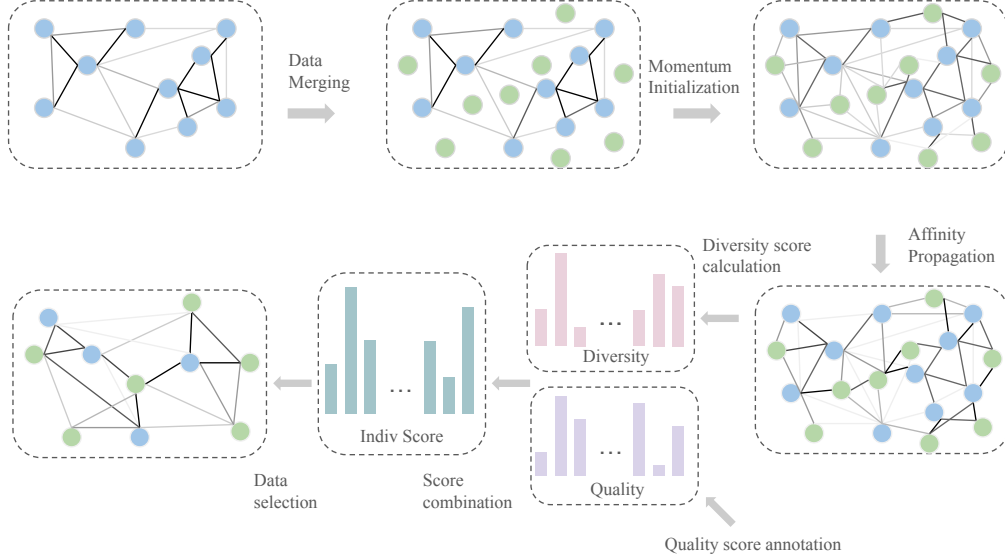 Data
Merging
Momentum
Initialization
Affinity
Propagation
Diversity score
calculation
...
Diversity
...
Quality
Quality score annotation
Score
combination
...
Indiv Score
Data
selection